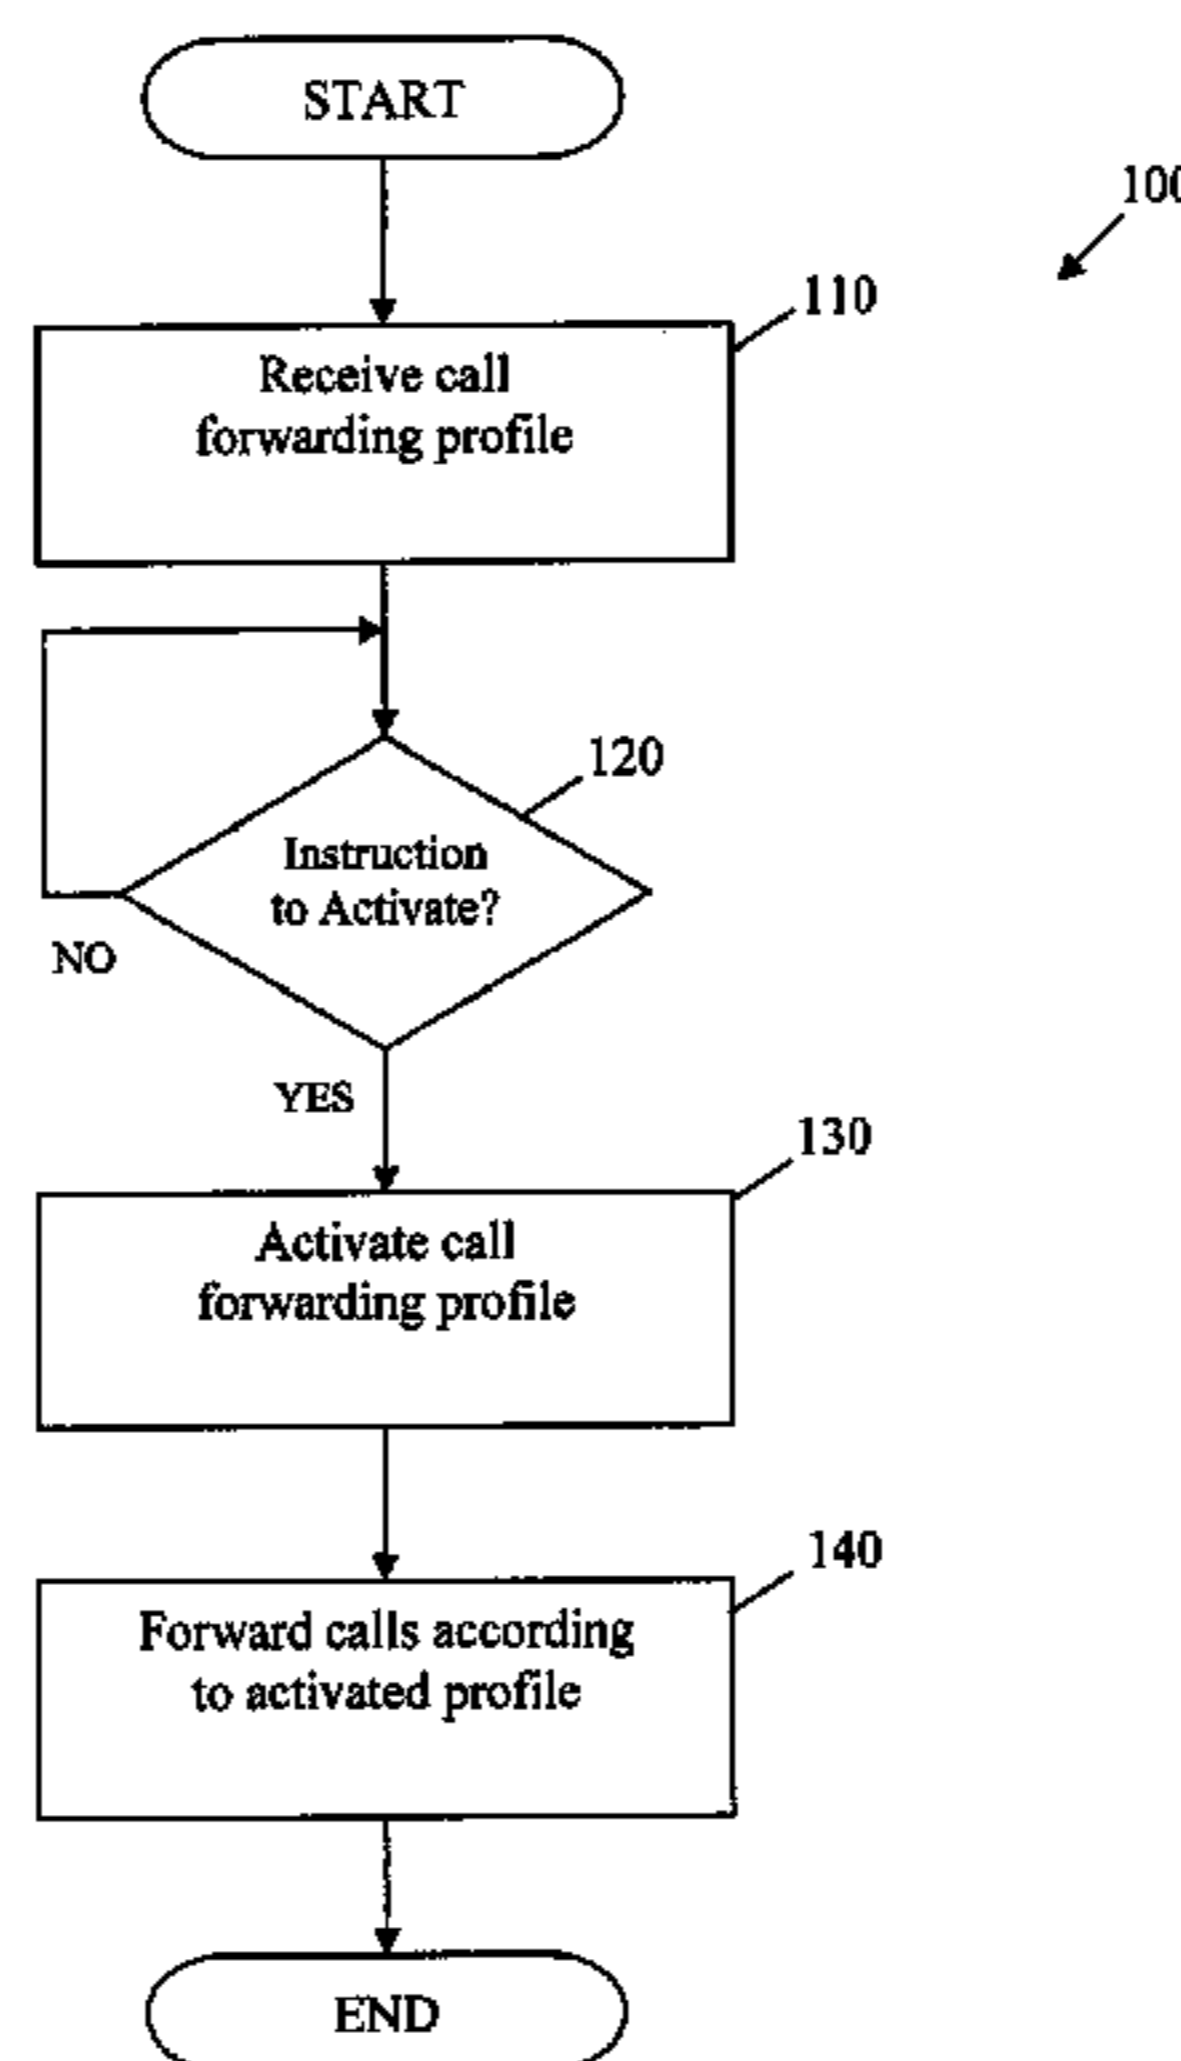 START
100
110
Receive call
forwarding profile
120
Instruction
to Activate?
NO
YES
130
Activate call
forwarding profile
140
Forward calls according
to activated profile
END